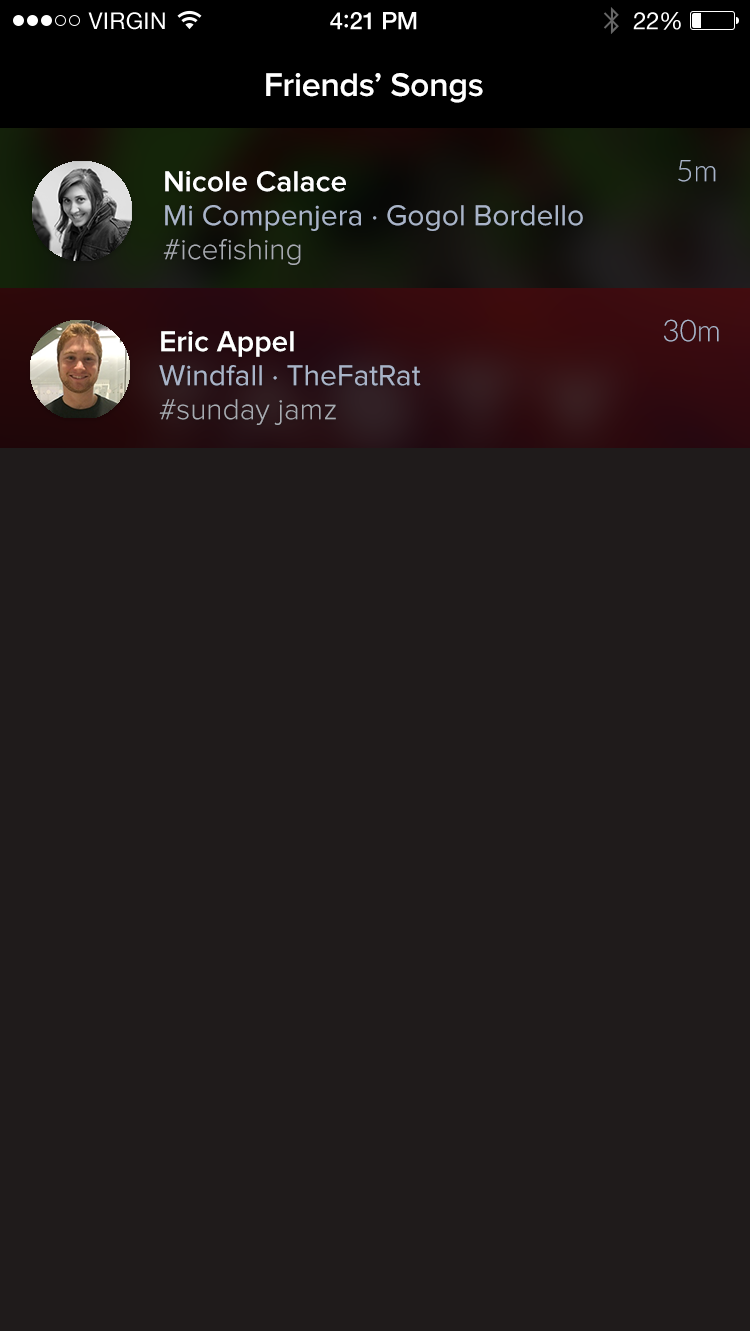 VIRGIN 4:21 PM 22%
Friends’ Songs
Nicole Calace 5m
Mi Compenjera · Gogol Bordello
#icefishing
Eric Appel 30m
Windfall · TheFatRat
#sunday jamz